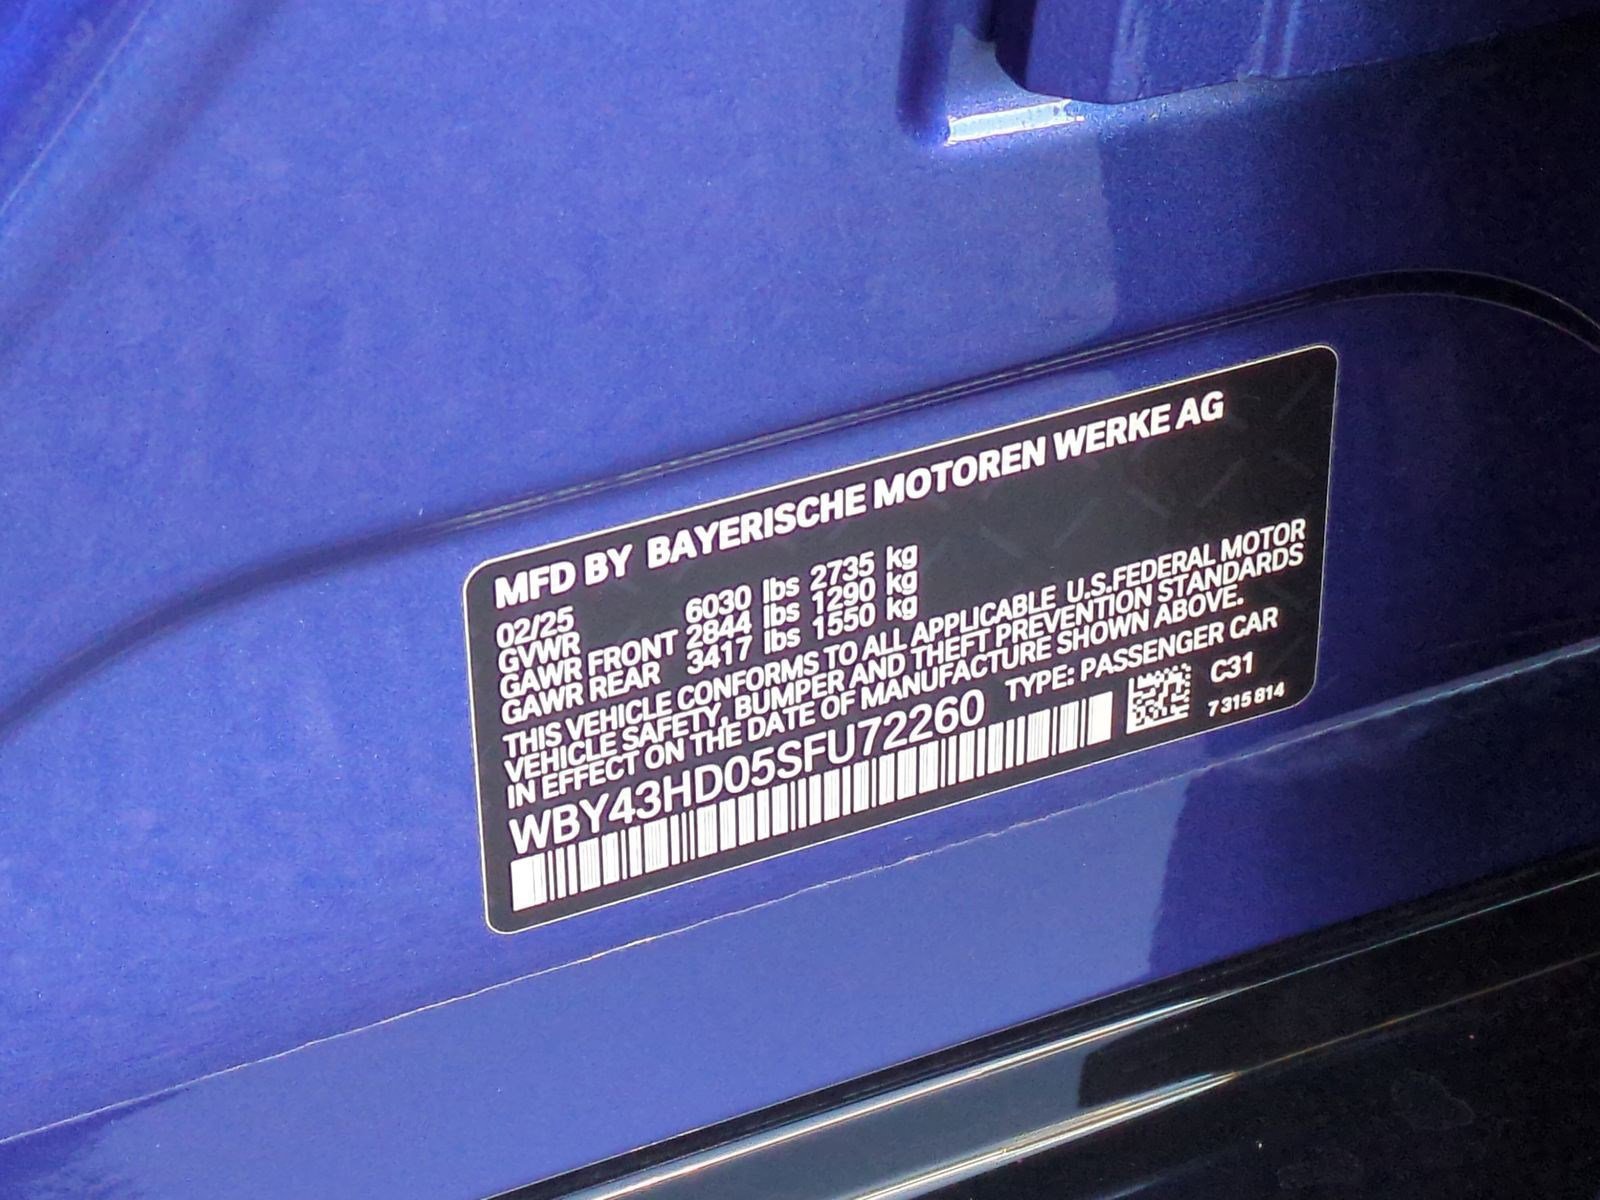 MFD BY BAYERISCHE MOTOREN WERKE AG
02/25
GVWR 6030 lbs 2735 kg
GAWR FRONT 2844 lbs 1290 kg
GAWR REAR 3417 lbs 1550 kg
THIS VEHICLE CONFORMS TO ALL APPLICABLE U.S.FEDERAL MOTOR
VEHICLE SAFETY, BUMPER AND THEFT PREVENTION STANDARDS
IN EFFECT ON THE DATE OF MANUFACTURE SHOWN ABOVE.
WBY43HD05SFU72260 TYPE: PASSENGER CAR
C31
7 315 814